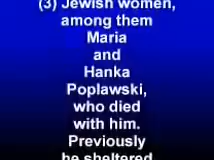 (3) Jewish women,
among them
Maria
and
Hanka
Poplawski,
who died
with him.
Previously
he sheltered